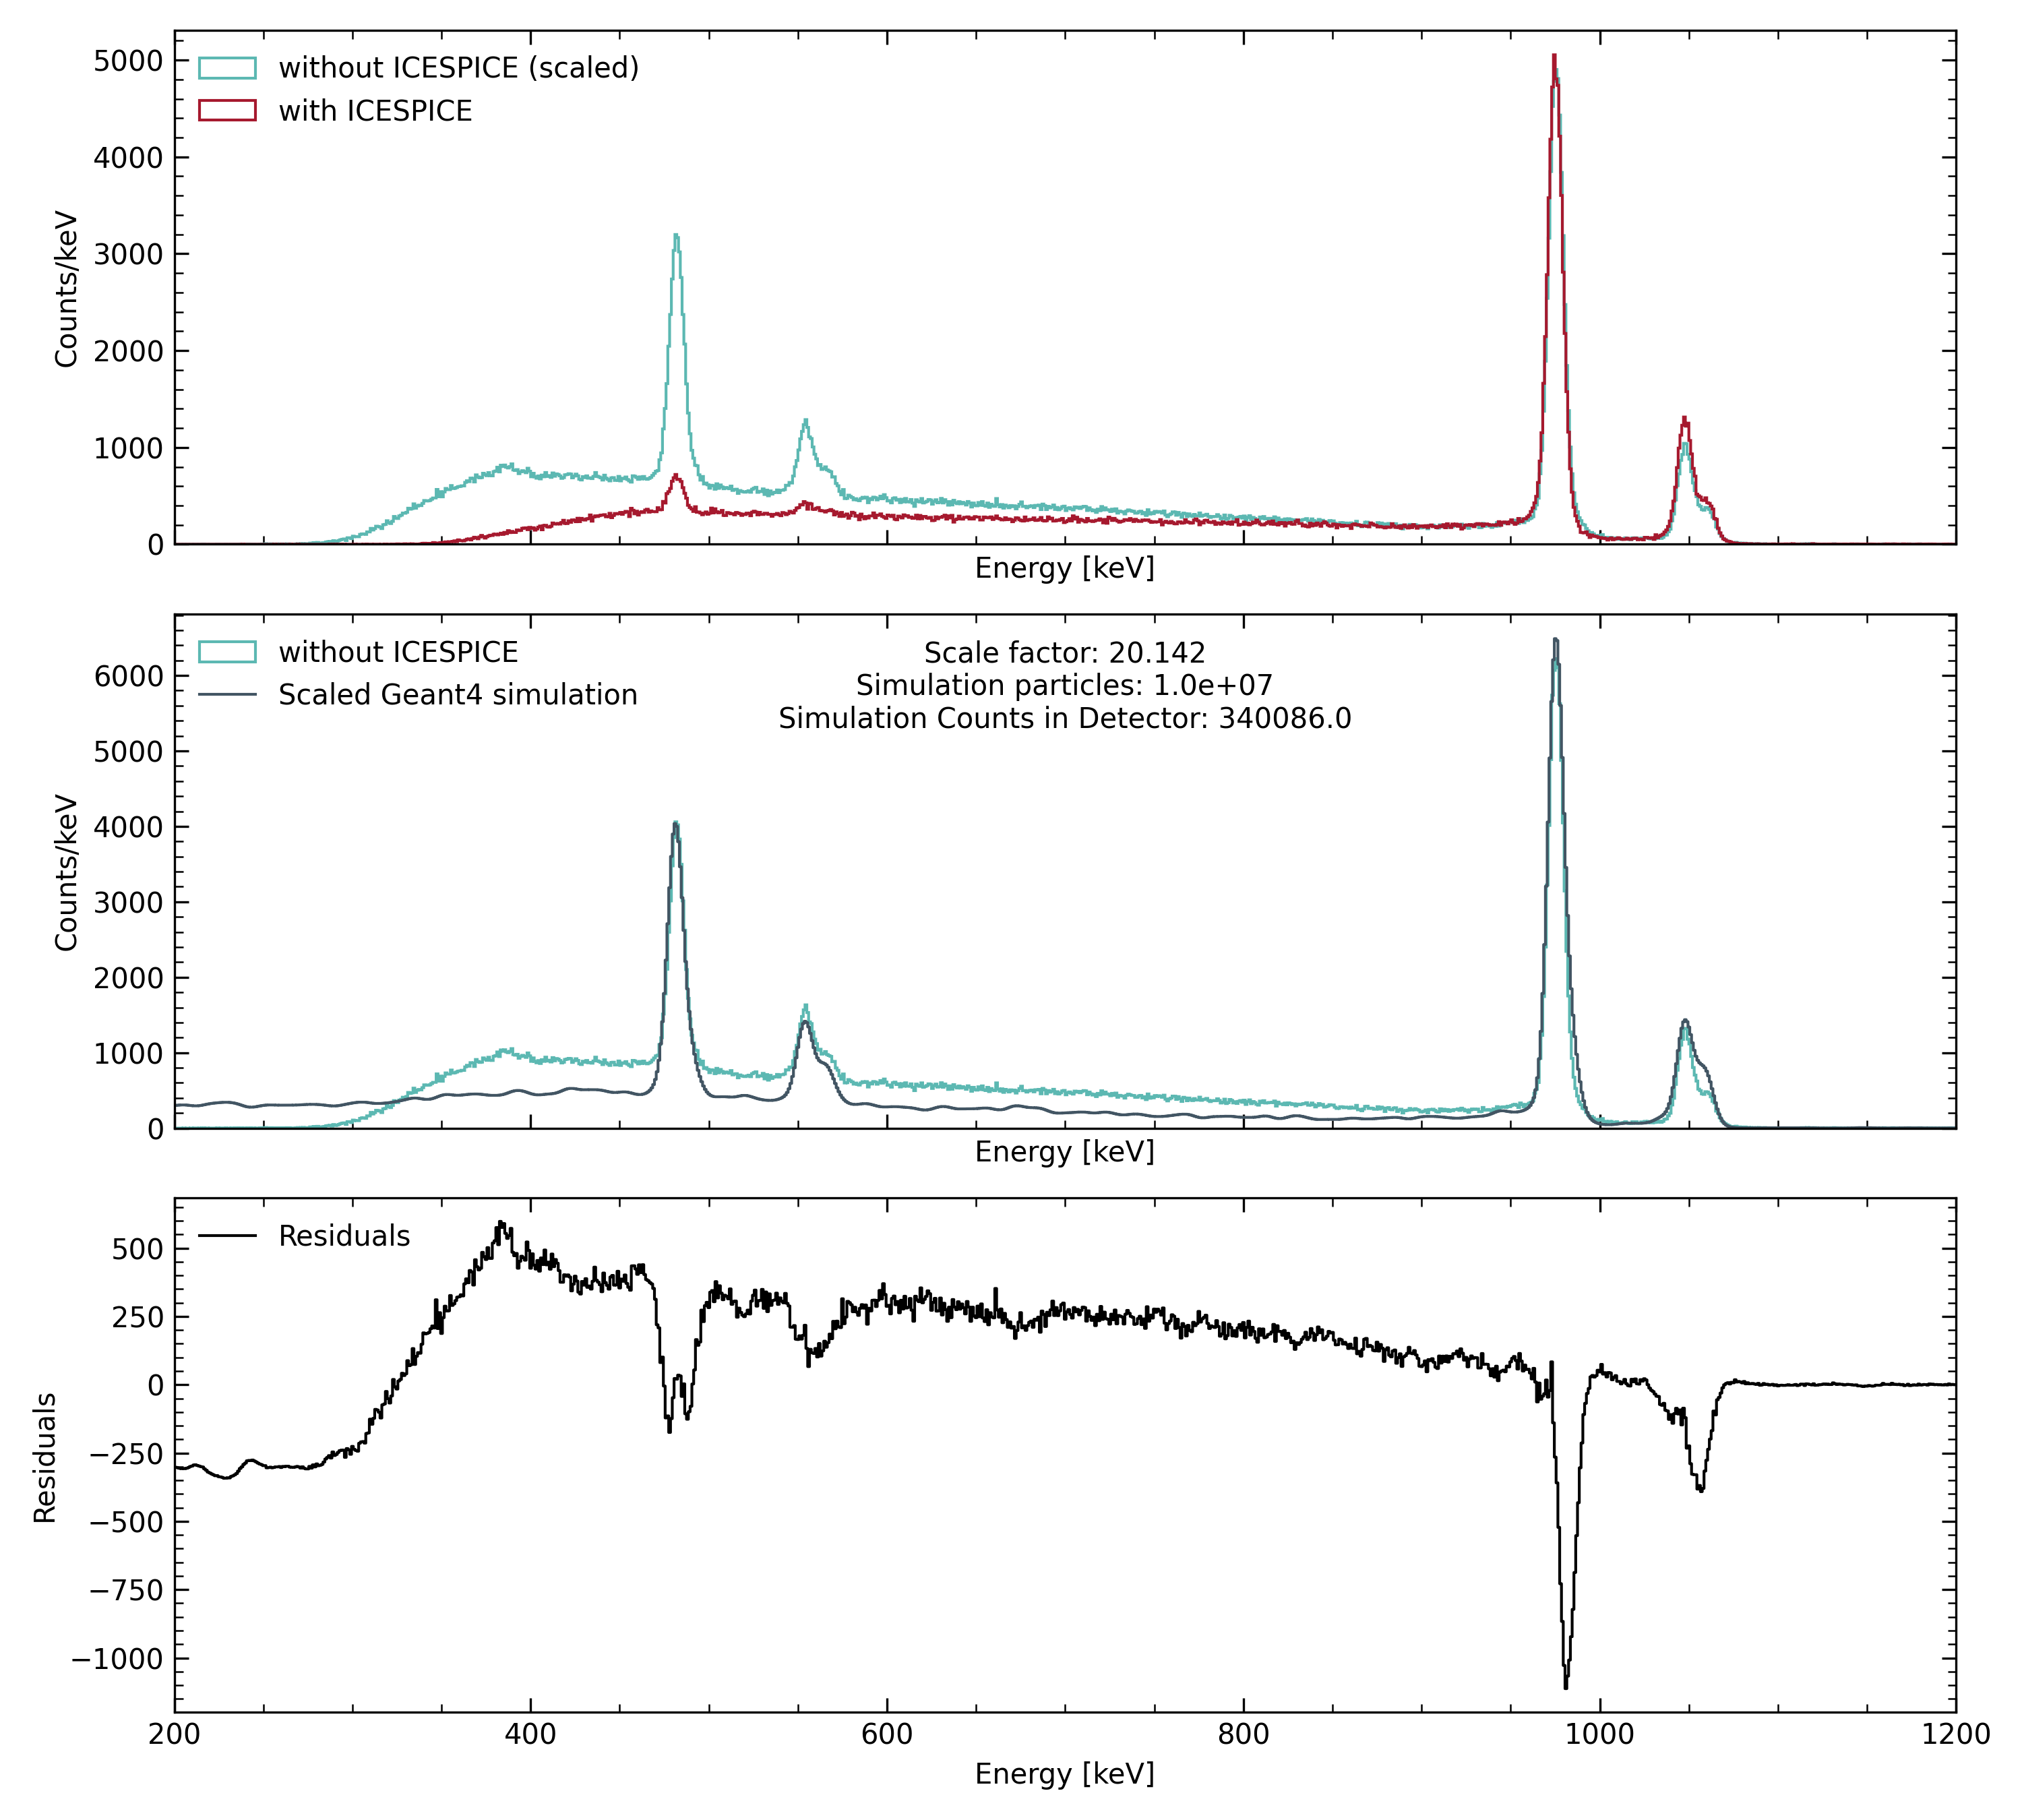 5000
4000
3000
2000
1000
0
Counts/keV
without ICESPICE (scaled)
with ICESPICE
Energy [keV]
6000
5000
4000
3000
2000
1000
0
Counts/keV
without ICESPICE
Scaled Geant4 simulation
Scale factor: 20.142
Simulation particles: 1.0e+07
Simulation Counts in Detector: 340086.0
Energy [keV]
500
250
0
−250
−500
−750
−1000
Residuals
Residuals
200 400 600 800 1000 1200
Energy [keV]